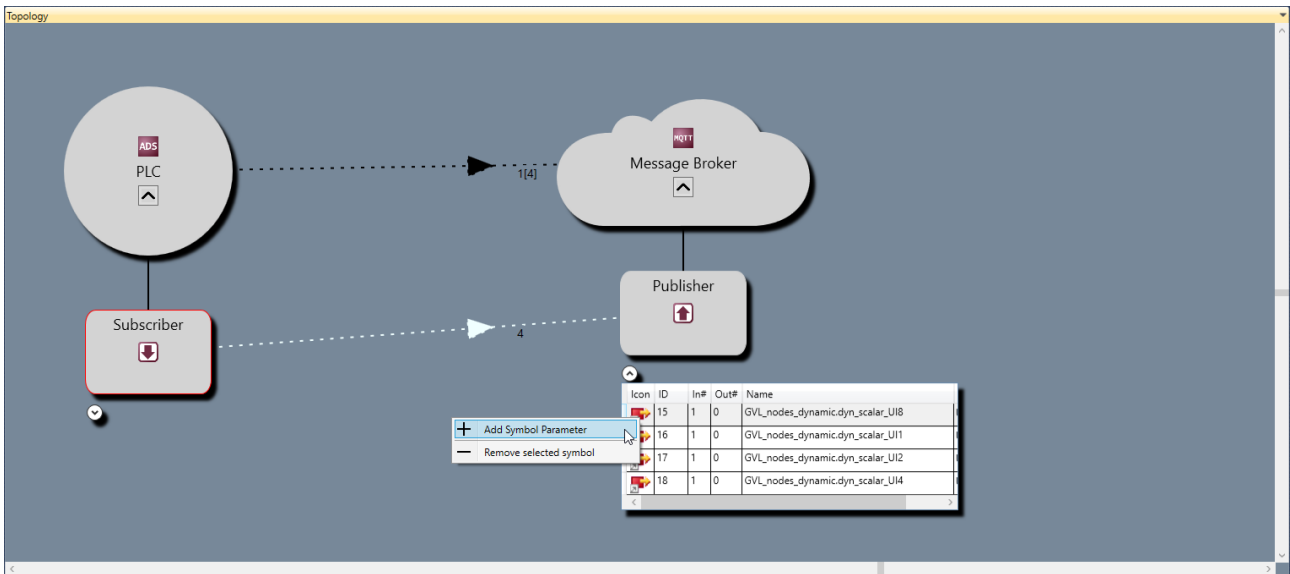 Topology
ADS
PLC
1[4]
MQTT
Message Broker
Subscriber
4
Publisher
Icon ID In# Out# Name
15 1 0 GVL_nodes_dynamic.dyn_scalar_UI8
16 1 0 GVL_nodes_dynamic.dyn_scalar_UI1
17 1 0 GVL_nodes_dynamic.dyn_scalar_UI2
18 1 0 GVL_nodes_dynamic.dyn_scalar_UI4
Add Symbol Parameter
Remove selected symbol